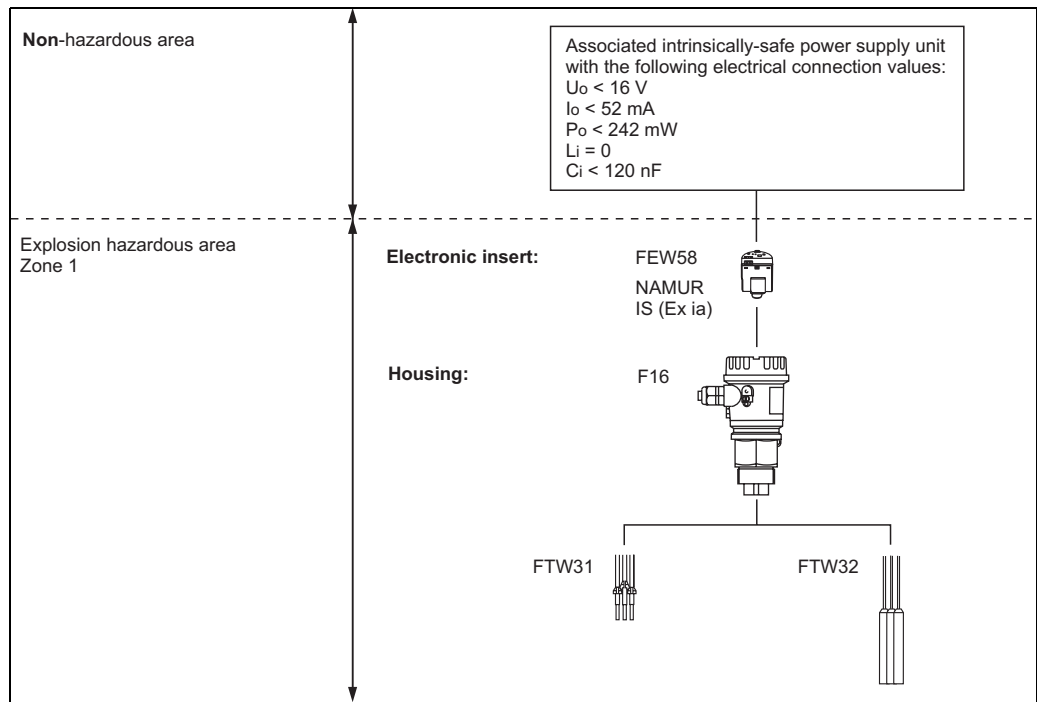 Non-hazardous area
Associated intrinsically-safe power supply unit
with the following electrical connection values:
Uo < 16 V
Io < 52 mA
Po < 242 mW
Li = 0
Ci < 120 nF
Explosion hazardous area
Zone 1
Electronic insert:
FEW58
NAMUR
IS (Ex ia)
Housing:
F16
FTW31
FTW32